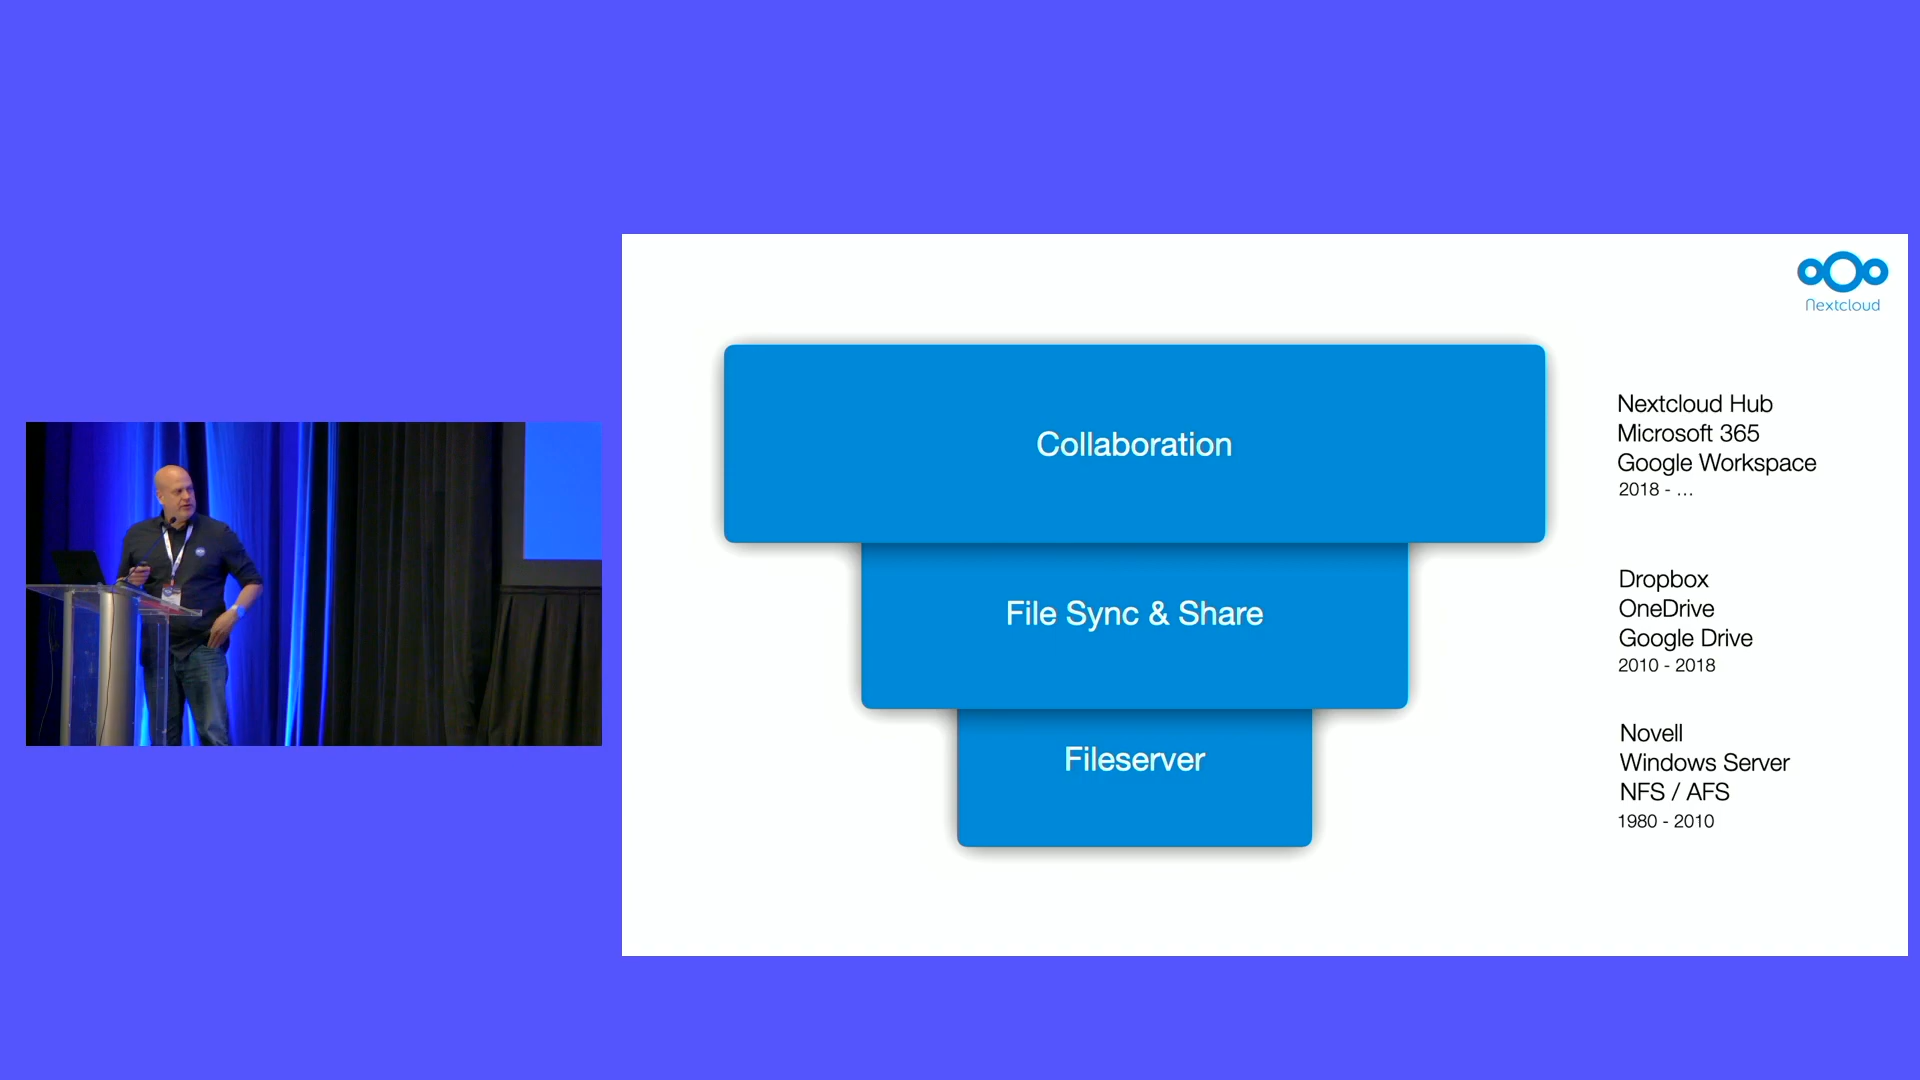 Nextcloud
Collaboration
Nextcloud Hub
Microsoft 365
Google Workspace
2018 - ...
File Sync & Share
Dropbox
OneDrive
Google Drive
2010 - 2018
Fileserver
Novell
Windows Server
NFS / AFS
1980 - 2010